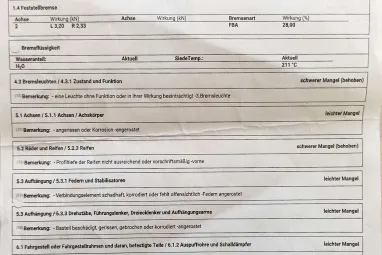 1.4 Feststellbremse
Achse Wirkung [kN] Achse Wirkung [kN] Bremsenart Wirkung [%]
2 L 3,20 R 2,33 FBA 28,00
Bremsflüssigkeit
Wasseranteil: Aktuell SiedeTemp.: Aktuell
H₂O 211 °C
4.2 Bremsleuchten / 4.3.1 Zustand und Funktion schwerer Mangel (behoben)
Bemerkung: - eine Leuchte ohne Funktion oder in ihrer Wirkung beeinträchtigt -3.Bremsleuchte
5.1 Achsen / 5.1.1 Achsen / Achskörper leichter Mangel
Bemerkung: - angerissen oder Korrosion -angerostet
5.2 Räder und Reifen / 5.2.3 Reifen schwerer Mangel (behoben)
Bemerkung: - Profiltiefe der Reifen nicht ausreichend oder vorschriftsmäßig -vorne
5.3 Aufhängung / 5.3.1 Federn und Stabilisatoren leichter Mangel
Bemerkung: - Verbindungselement schadhaft, korrodiert oder fehlt offensichtlich -Federn angerostet
5.3 Aufhängung / 5.3.3 Drehstäbe, Führungslenker, Dreieckslenker und Aufhängungsarme leichter Mangel
Bemerkung: - Bauteil beschädigt, gerissen, gebrochen oder korrodiert -angerostet
6.1 Fahrgestell oder Fahrgestellrahmen und daran, befestigte Teile / 6.1.2 Auspuffrohre und Schalldämpfer leichter Mangel